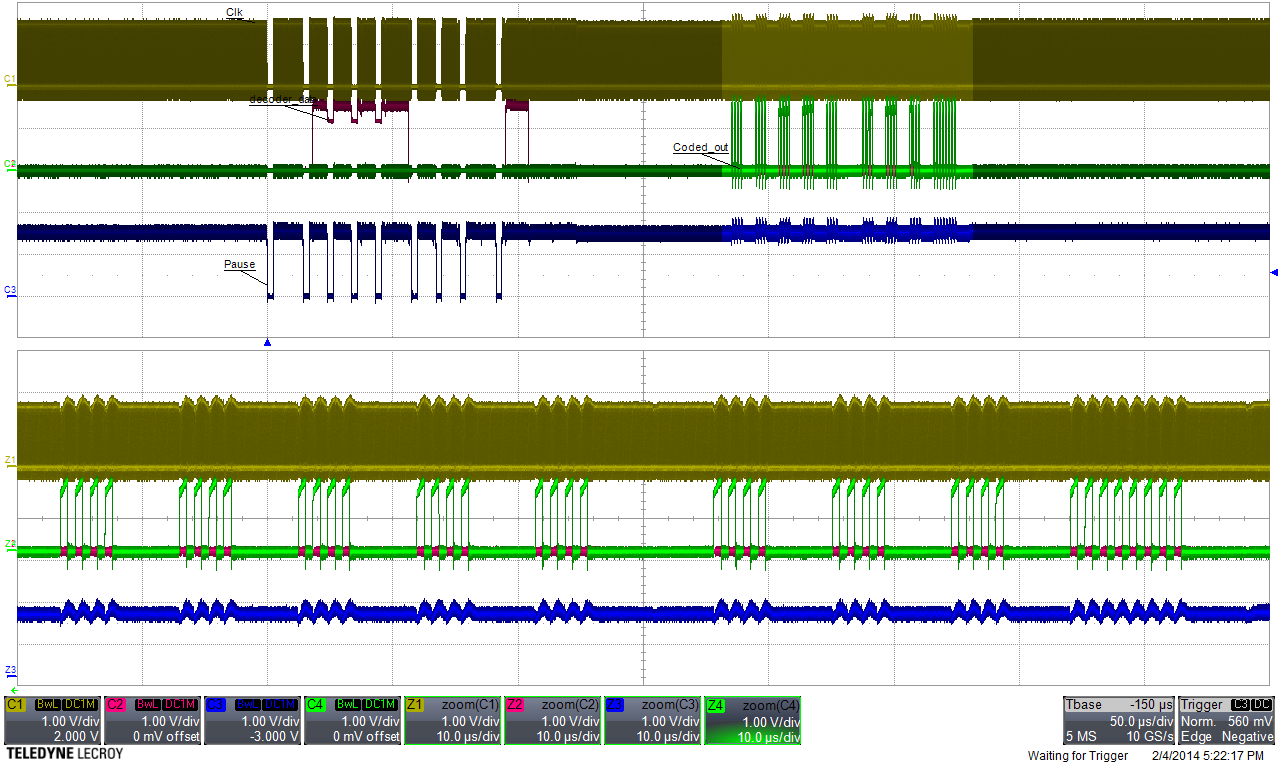 Clk
C1
decoder_da
C2
Coded_out
Pause
C3
Z1
Z2
Z3
C1 BwL DC1M
1.00 V/div
2.000 V
C2 BwL DC1M
1.00 V/div
0 mV offset
C3 BwL DC1M
1.00 V/div
-3.000 V
C4 BwL DC1M
1.00 V/div
0 mV offset
Z1 zoom(C1)
1.00 V/div
10.0 µs/div
Z2 zoom(C2)
1.00 V/div
10.0 µs/div
Z3 zoom(C3)
1.00 V/div
10.0 µs/div
Z4 zoom(C4)
1.00 V/div
10.0 µs/div
Tbase -150 µs
50.0 µs/div
5 MS 10 GS/s
Trigger C3 DC
Norm. 560 mV
Edge Negative
TELEDYNE LECROY
Waiting for Trigger 2/4/2014 5:22:17 PM